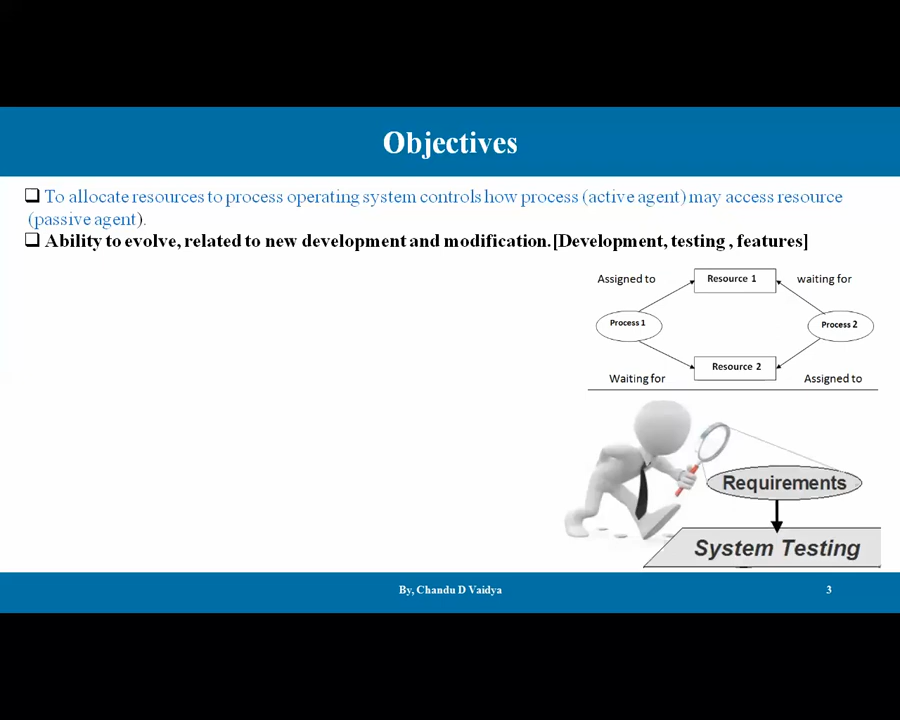 Objectives
To allocate resources to process operating system controls how process (active agent) may access resource
(passive agent).
Ability to evolve, related to new development and modification.[Development, testing , features]
Assigned to
Resource 1
waiting for
Process 1
Process 2
Resource 2
Waiting for
Assigned to
Requirements
System Testing
By, Chandu D Vaidya
3